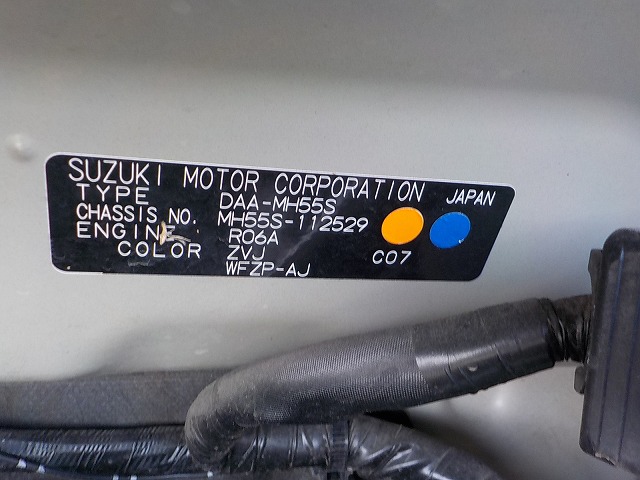 SUZUKI MOTOR CORPORATION JAPAN
TYPE DAA-MH55S
CHASSIS NO. MH55S-112529
ENGINE R06A
COLOR ZVJ C07
WFZP-AJ